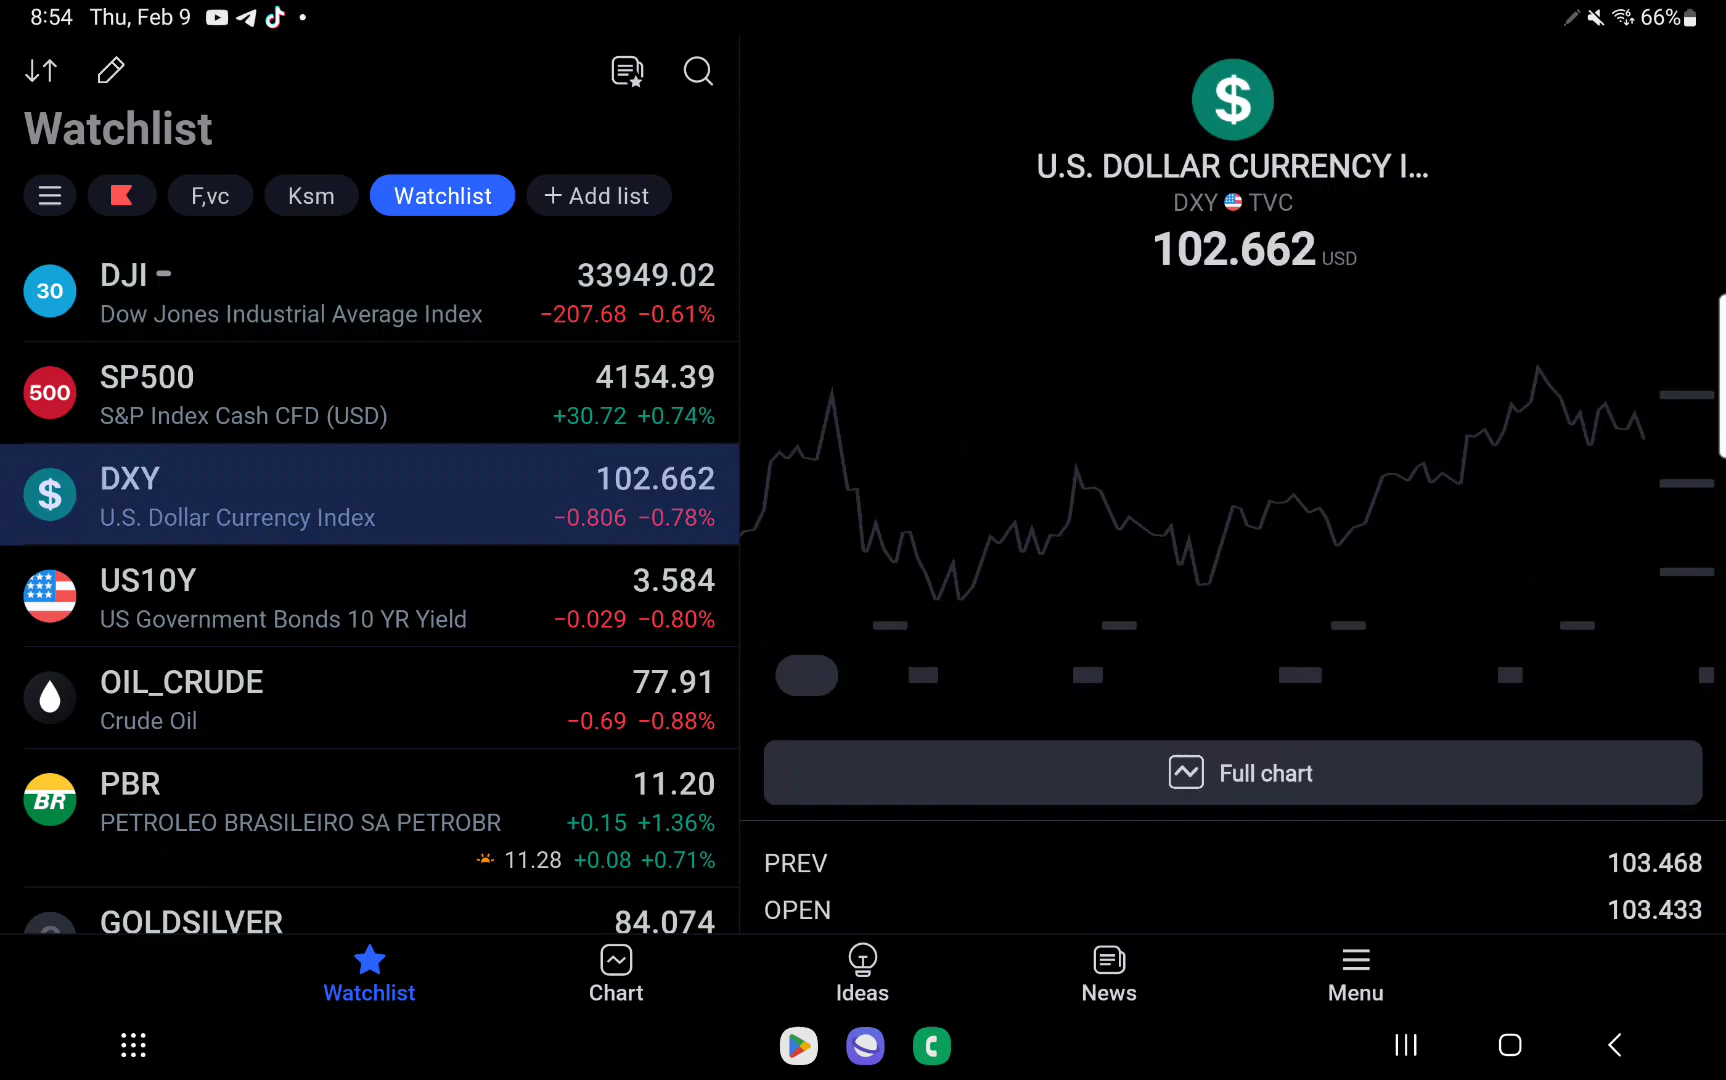 8:54 Thu, Feb 9
66%
Watchlist
F,vc
Ksm
Watchlist
+ Add list
30
DJI
33949.02
Dow Jones Industrial Average Index
−207.68 −0.61%
500
SP500
4154.39
S&P Index Cash CFD (USD)
+30.72 +0.74%
$
DXY
102.662
U.S. Dollar Currency Index
−0.806 −0.78%
US10Y
3.584
US Government Bonds 10 YR Yield
−0.029 −0.80%
OIL_CRUDE
77.91
Crude Oil
−0.69 −0.88%
BR
PBR
11.20
PETROLEO BRASILEIRO SA PETROBR
+0.15 +1.36%
11.28 +0.08 +0.71%
GOLDSILVER
84.074
$
U.S. DOLLAR CURRENCY I...
DXY TVC
102.662 USD
Full chart
PREV
103.468
OPEN
103.433
Watchlist
Chart
Ideas
News
Menu